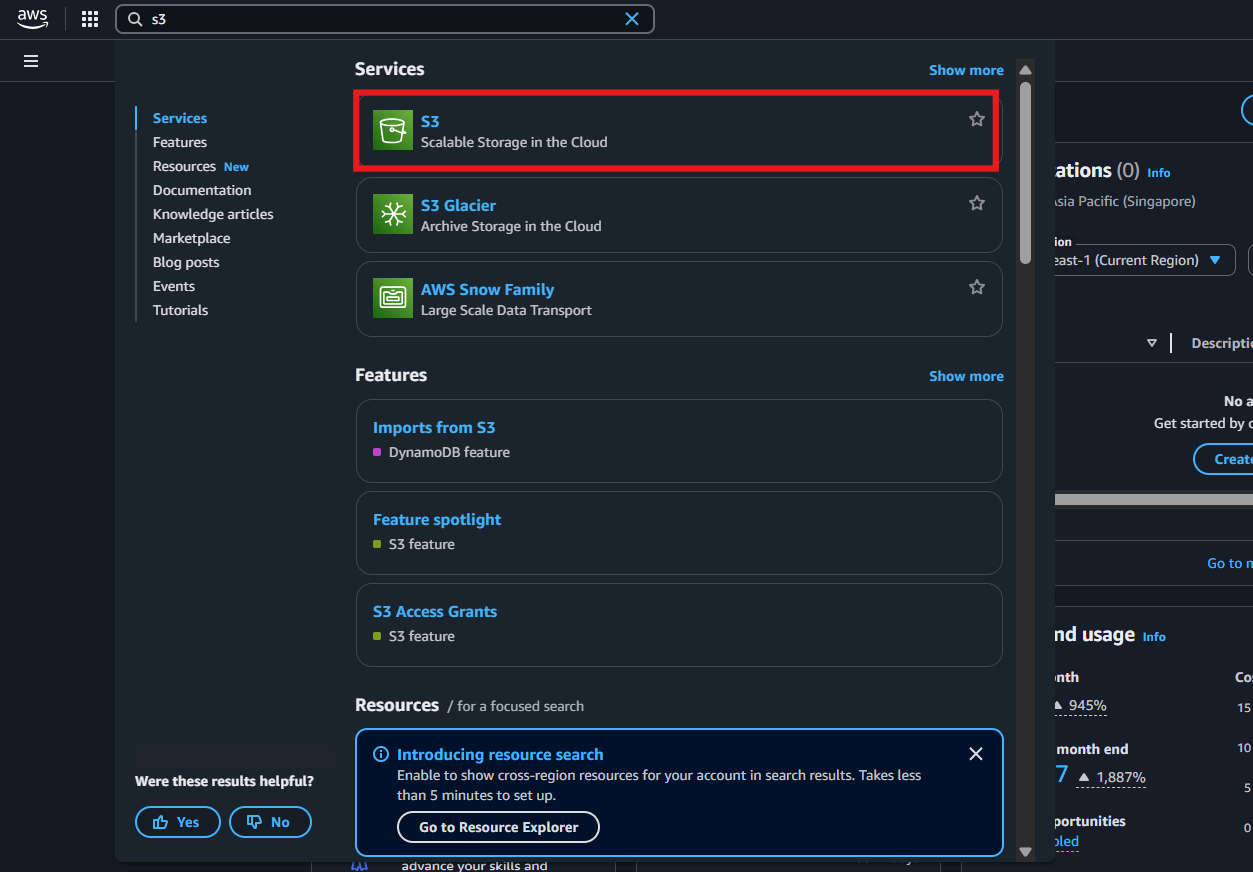 aws
s3
Services
Show more
Services
Features
Resources New
Documentation
Knowledge articles
Marketplace
Blog posts
Events
Tutorials
S3
Scalable Storage in the Cloud
S3 Glacier
Archive Storage in the Cloud
AWS Snow Family
Large Scale Data Transport
Features
Show more
Imports from S3
DynamoDB feature
Feature spotlight
S3 feature
S3 Access Grants
S3 feature
Resources / for a focused search
Introducing resource search
Enable to show cross-region resources for your account in search results. Takes less
than 5 minutes to set up.
Go to Resource Explorer
Were these results helpful?
Yes
No
advance your skills and
ations (0) Info
Asia Pacific (Singapore)
ion
east-1 (Current Region)
Descripti
No a
Get started by c
Create
Go to n
nd usage Info
onth
Cos
945%
15
month end
10
7
1,887%
5
portunities
0
bled